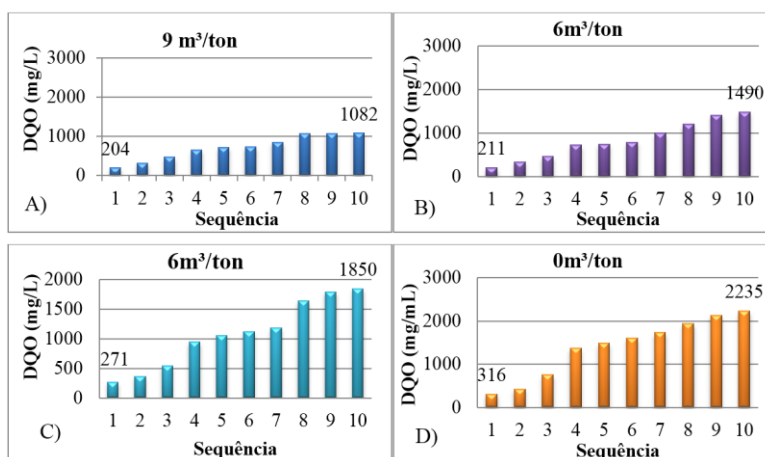 9 m³/ton
DQO (mg/L)
3000
2000
1000
0
204
1082
1 2 3 4 5 6 7 8 9 10
Sequência
A)
6m³/ton
DQO (mg/L)
3000
2000
1000
0
211
1490
1 2 3 4 5 6 7 8 9 10
Sequência
B)
6m³/ton
DQO (mg/L)
2000
1500
1000
500
0
271
1850
1 2 3 4 5 6 7 8 9 10
Sequência
C)
0m³/ton
DQO (mg/mL)
3000
2000
1000
0
316
2235
1 2 3 4 5 6 7 8 9 10
Sequência
D)